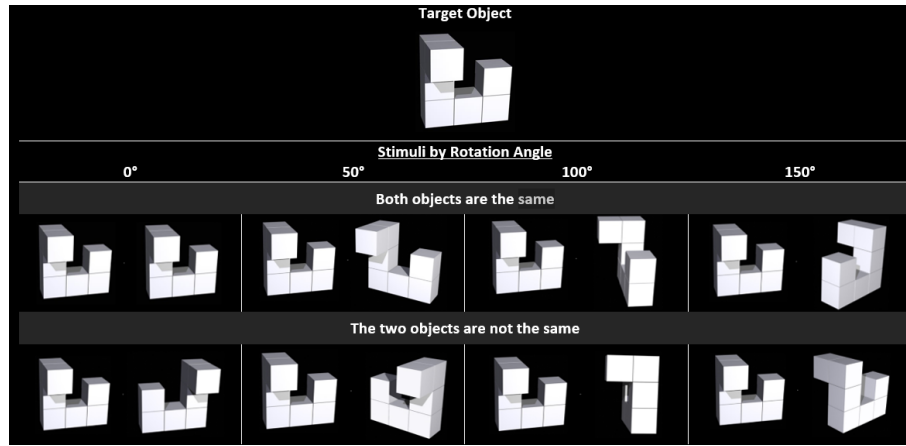 Target Object
Stimuli by Rotation Angle
0° 50° 100° 150°
Both objects are the same
The two objects are not the same